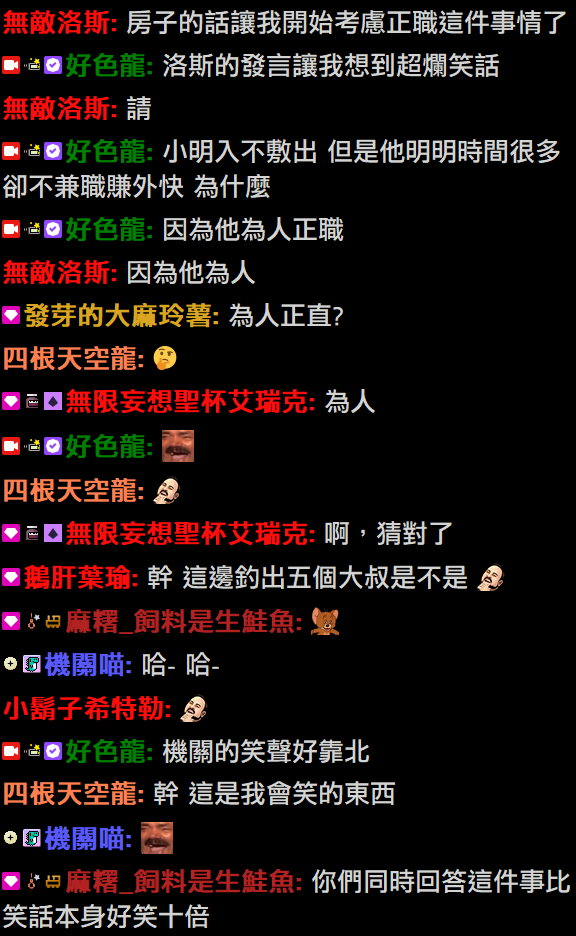 無敵洛斯: 房子的話讓我開始考慮正職這件事情了
好色龍: 洛斯的發言讓我想到超爛笑話
無敵洛斯: 請
好色龍: 小明入不敷出 但是他明明時間很多
卻不兼職賺外快 為什麼
好色龍: 因為他為人正職
無敵洛斯: 因為他為人
發芽的大麻玲薯: 為人正直?
四根天空龍:
無限妄想聖杯艾瑞克: 為人
好色龍:
四根天空龍:
無限妄想聖杯艾瑞克: 啊，猜對了
鵝肝葉瑜: 幹 這邊釣出五個大叔是不是
麻糬_飼料是生鮭魚:
機關喵: 哈- 哈-
小鬍子希特勒:
好色龍: 機關的笑聲好靠北
四根天空龍: 幹 這是我會笑的東西
機關喵:
麻糬_飼料是生鮭魚: 你們同時回答這件事比
笑話本身好笑十倍